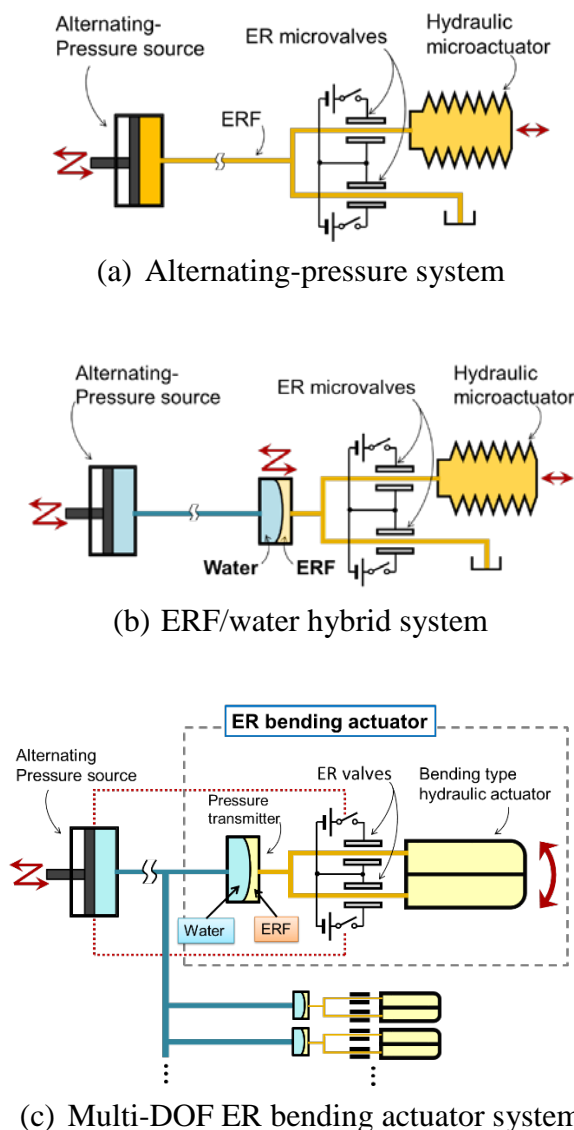 Alternating-
Pressure source
ER microvalves
Hydraulic
microactuator
ERF
(a) Alternating-pressure system
Alternating-
Pressure source
ER microvalves
Hydraulic
microactuator
Water
ERF
(b) ERF/water hybrid system
ER bending actuator
Alternating
Pressure source
Pressure
transmitter
ER valves
Bending type
hydraulic actuator
Water
ERF
(c) Multi-DOF ER bending actuator system